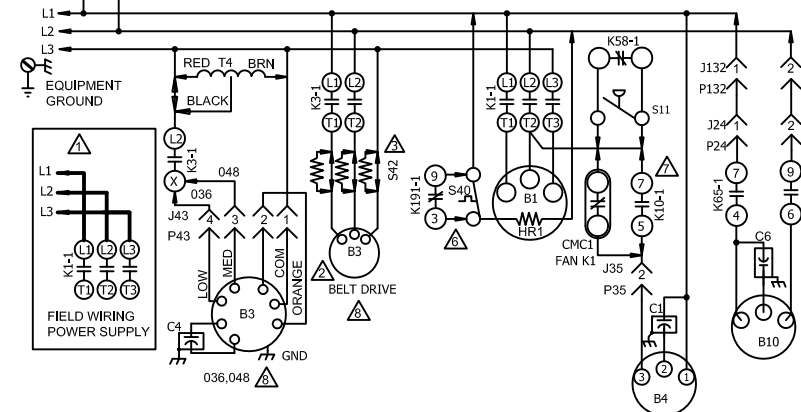 L1
L2
L3
EQUIPMENT
GROUND
RED T4 BRN
BLACK
L2
K3-1
X
048
036
J43 4 3 2 1
P43
LOW
MED
COM
ORANGE
B3
C4
GND
036,048 8
1
L1
L2
L3
L1 L2 L3
K1-1
T1 T2 T3
FIELD WIRING
POWER SUPPLY
L1 L2
K3-1
T1 T2
3
S42
2
B3
BELT DRIVE
8
K191-1
9
3
S40
6
L1 L2 L3
K1-1
T1 T2 T3
B1
HR1
K58-1
S11
7
7
K10-1
5
CMC1
FAN K1
J35
2
P35
C1
3 2 1
B4
J132 1 2
P132
J24 1 2
P24
7 9
K65-1
4 6
C6
B10